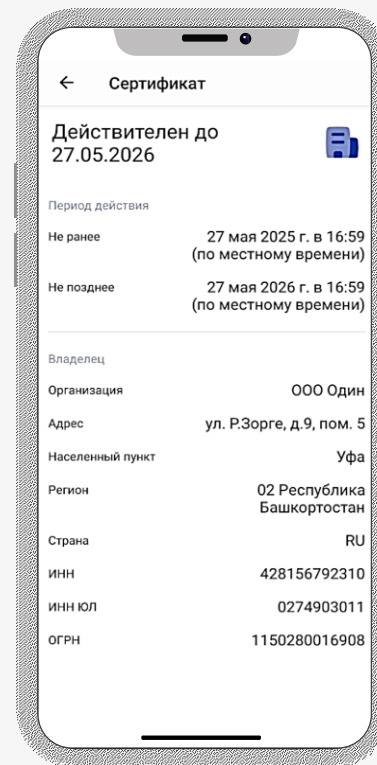 Сертификат
Действителен до
27.05.2026
Период действия
Не ранее 27 мая 2025 г. в 16:59
(по местному времени)
Не позднее 27 мая 2026 г. в 16:59
(по местному времени)
Владелец
Организация ООО Один
Адрес ул. Р.Зорге, д.9, пом. 5
Населенный пункт Уфа
Регион 02 Республика
Башкортостан
Страна RU
ИНН 428156792310
ИНН ЮЛ 0274903011
ОГРН 1150280016908